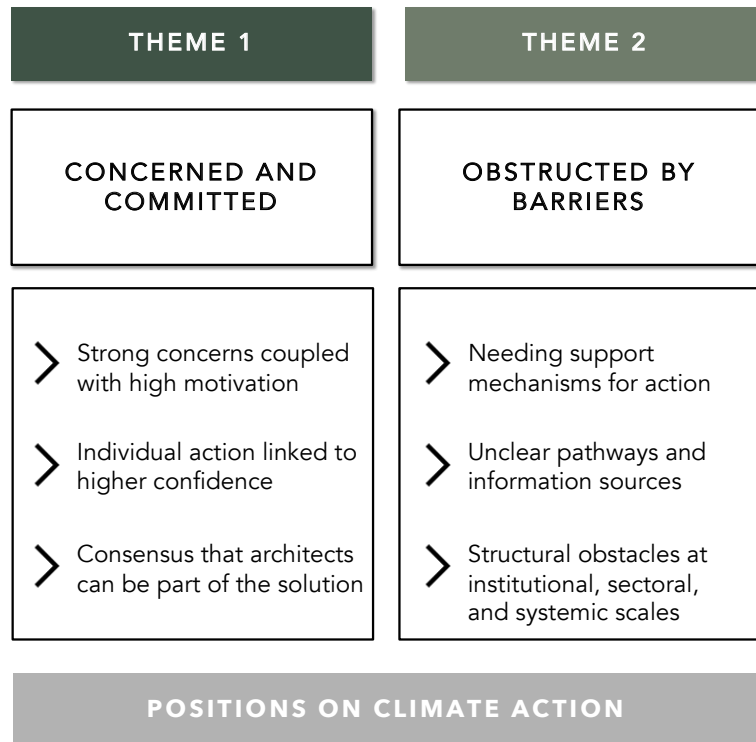 THEME 1
THEME 2
CONCERNED AND
COMMITTED
OBSTRUCTED BY
BARRIERS
Strong concerns coupled
with high motivation
Individual action linked to
higher confidence
Consensus that architects
can be part of the solution
Needing support
mechanisms for action
Unclear pathways and
information sources
Structural obstacles at
institutional, sectoral,
and systemic scales
POSITIONS ON CLIMATE ACTION